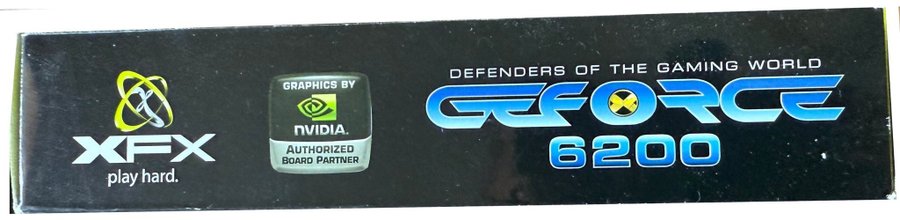 XFX
play hard.
GRAPHICS BY
NVIDIA.
AUTHORIZED
BOARD PARTNER
DEFENDERS OF THE GAMING WORLD
GEFORCE
6200